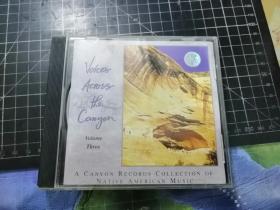 Voices
Across
the
Canyon
Volume
Three
A Canyon Records Collection of
Native American Music